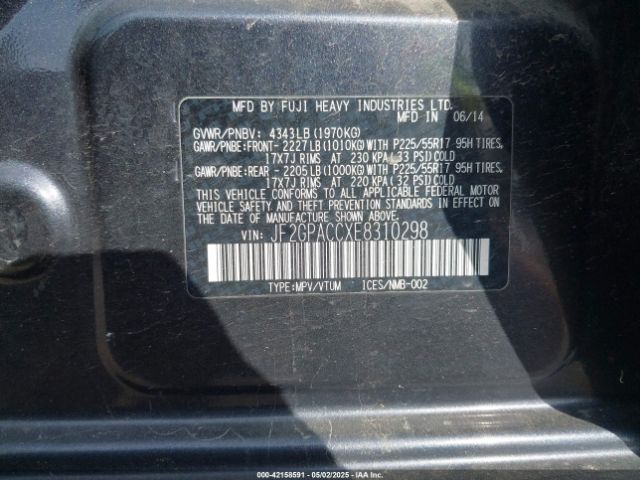 MFD BY FUJI HEAVY INDUSTRIES LTD.
MFD IN 06/14
GVWR/PNBV: 4343LB(1970KG)
GAWR/PNBE:FRONT- 2227LB(1010KG)WITH P225/55R17 95H TIRES,
17X7J RIMS AT 230 KPA(33 PSI)COLD
GAWR/PNBE:REAR - 2205LB(1000KG)WITH P225/55R17 95H TIRES,
17X7J RIMS AT 220 KPA(32 PSI)COLD
THIS VEHICLE CONFORMS TO ALL APPLICABLE FEDERAL MOTOR
VEHICLE SAFETY AND THEFT PREVENTION STANDARDS IN EFFECT
ON THE DATE OF MANUFACTURE SHOWN ABOVE.
VIN: JF2GPACCXE8310298
TYPE:MPV/VTUM ICES/NMB-002
000-42158591 - 05/02/2025 - IAAI.com